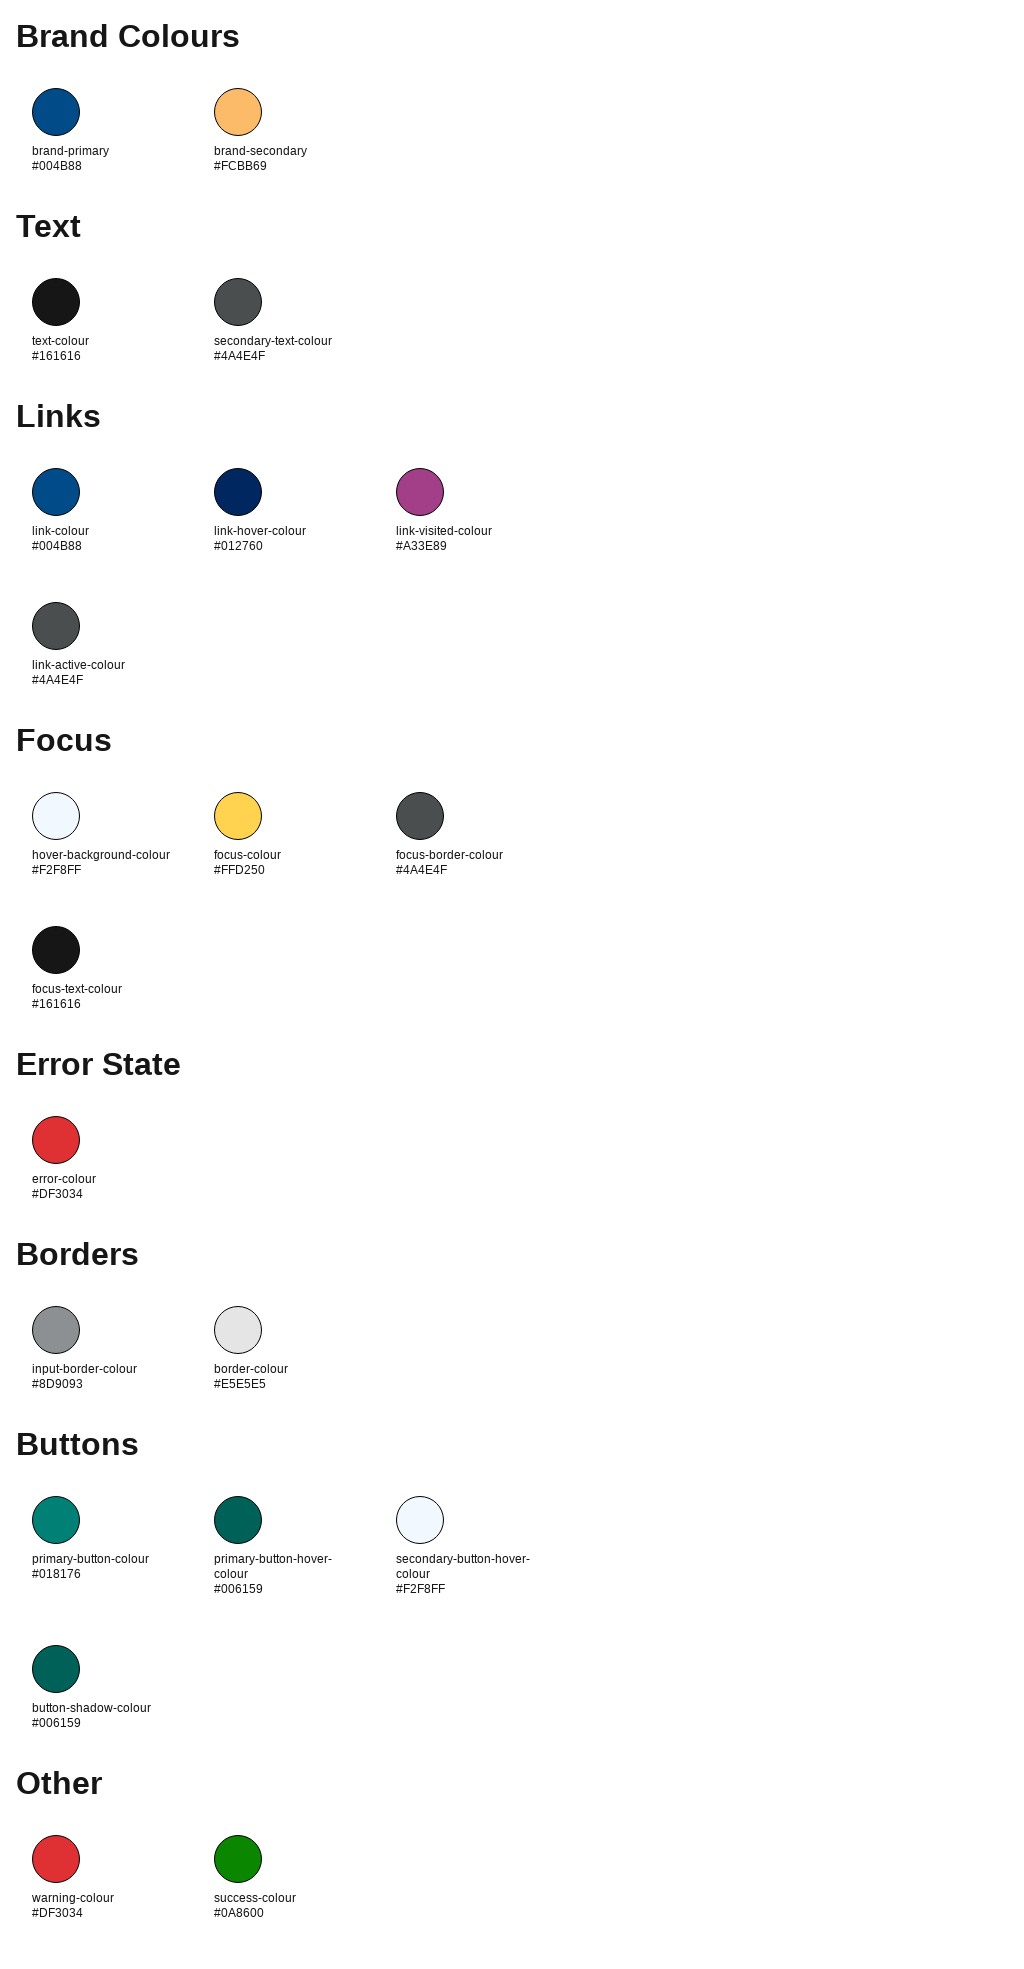 Brand Colours
brand-primary
#004B88
brand-secondary
#FCBB69
Text
text-colour
#161616
secondary-text-colour
#4A4E4F
Links
link-colour
#004B88
link-hover-colour
#012760
link-visited-colour
#A33E89
link-active-colour
#4A4E4F
Focus
hover-background-colour
#F2F8FF
focus-colour
#FFD250
focus-border-colour
#4A4E4F
focus-text-colour
#161616
Error State
error-colour
#DF3034
Borders
input-border-colour
#8D9093
border-colour
#E5E5E5
Buttons
primary-button-colour
#018176
primary-button-hover-
colour
#006159
secondary-button-hover-
colour
#F2F8FF
button-shadow-colour
#006159
Other
warning-colour
#DF3034
success-colour
#0A8600